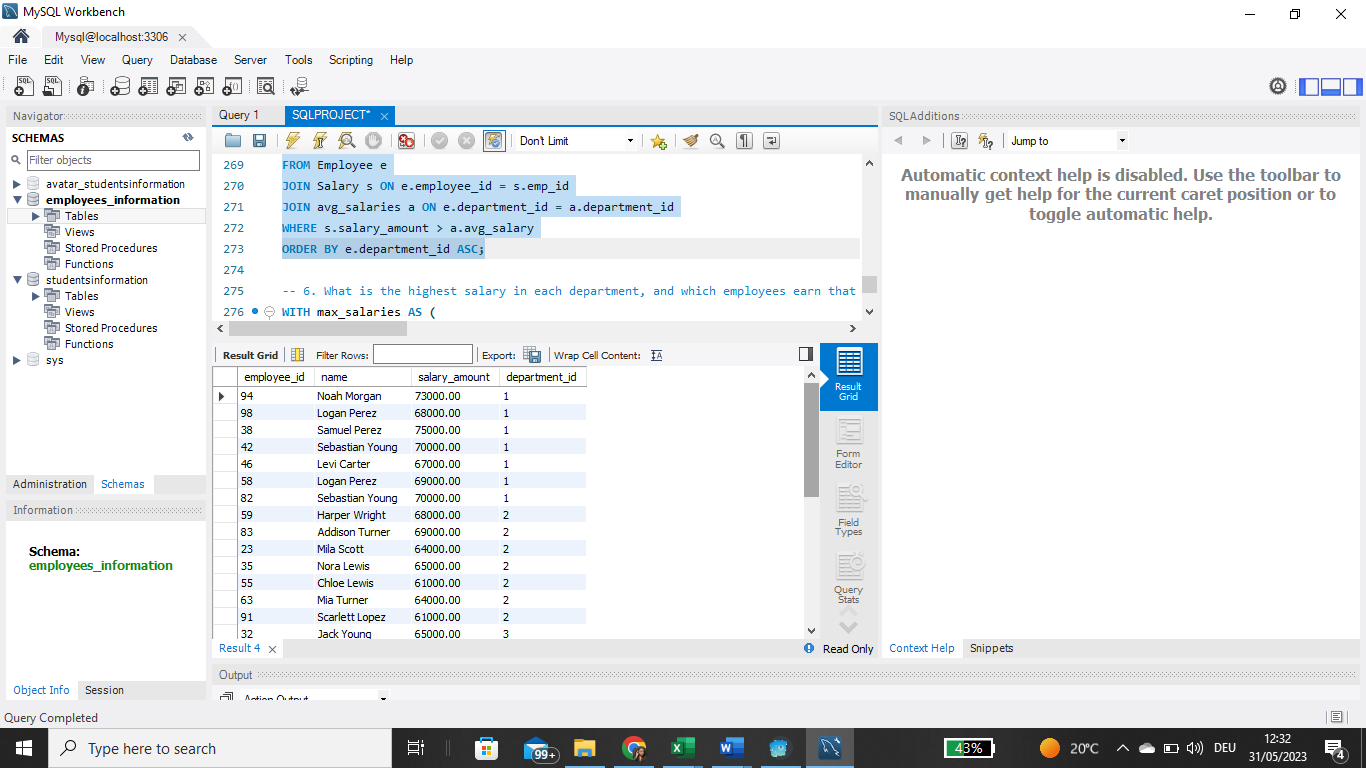 MySQL Workbench
Mysql@localhost:3306
File Edit View Query Database Server Tools Scripting Help
Navigator
SCHEMAS
Filter objects
avatar_studentsinformation
employees_information
Tables
Views
Stored Procedures
Functions
studentsinformation
Tables
Views
Stored Procedures
Functions
sys
Administration Schemas
Information
Schema:
employees_information
Object Info Session
Query 1 SQLPROJECT*
Don't Limit
269 FROM Employee e
270 JOIN Salary s ON e.employee_id = s.emp_id
271 JOIN avg_salaries a ON e.department_id = a.department_id
272 WHERE s.salary_amount > a.avg_salary
273 ORDER BY e.department_id ASC;
274
275 -- 6. What is the highest salary in each department, and which employees earn that
276 WITH max_salaries AS (
Result Grid Filter Rows: Export: Wrap Cell Content:
employee_id name salary_amount department_id
94 Noah Morgan 73000.00 1
98 Logan Perez 68000.00 1
38 Samuel Perez 75000.00 1
42 Sebastian Young 70000.00 1
46 Levi Carter 67000.00 1
58 Logan Perez 69000.00 1
82 Sebastian Young 70000.00 1
59 Harper Wright 68000.00 2
83 Addison Turner 69000.00 2
23 Mila Scott 64000.00 2
35 Nora Lewis 65000.00 2
55 Chloe Lewis 61000.00 2
63 Mia Turner 64000.00 2
91 Scarlett Lopez 61000.00 2
32 Jack Young 65000.00 3
Result
Grid
Form
Editor
Field
Types
Query
Stats
Result 4
Read Only
Output
Action Output
SQLAdditions
Jump to
Automatic context help is disabled. Use the toolbar to
manually get help for the current caret position or to
toggle automatic help.
Context Help Snippets
Query Completed
Type here to search
99+
43%
20°C
DEU
12:32
31/05/2023
4